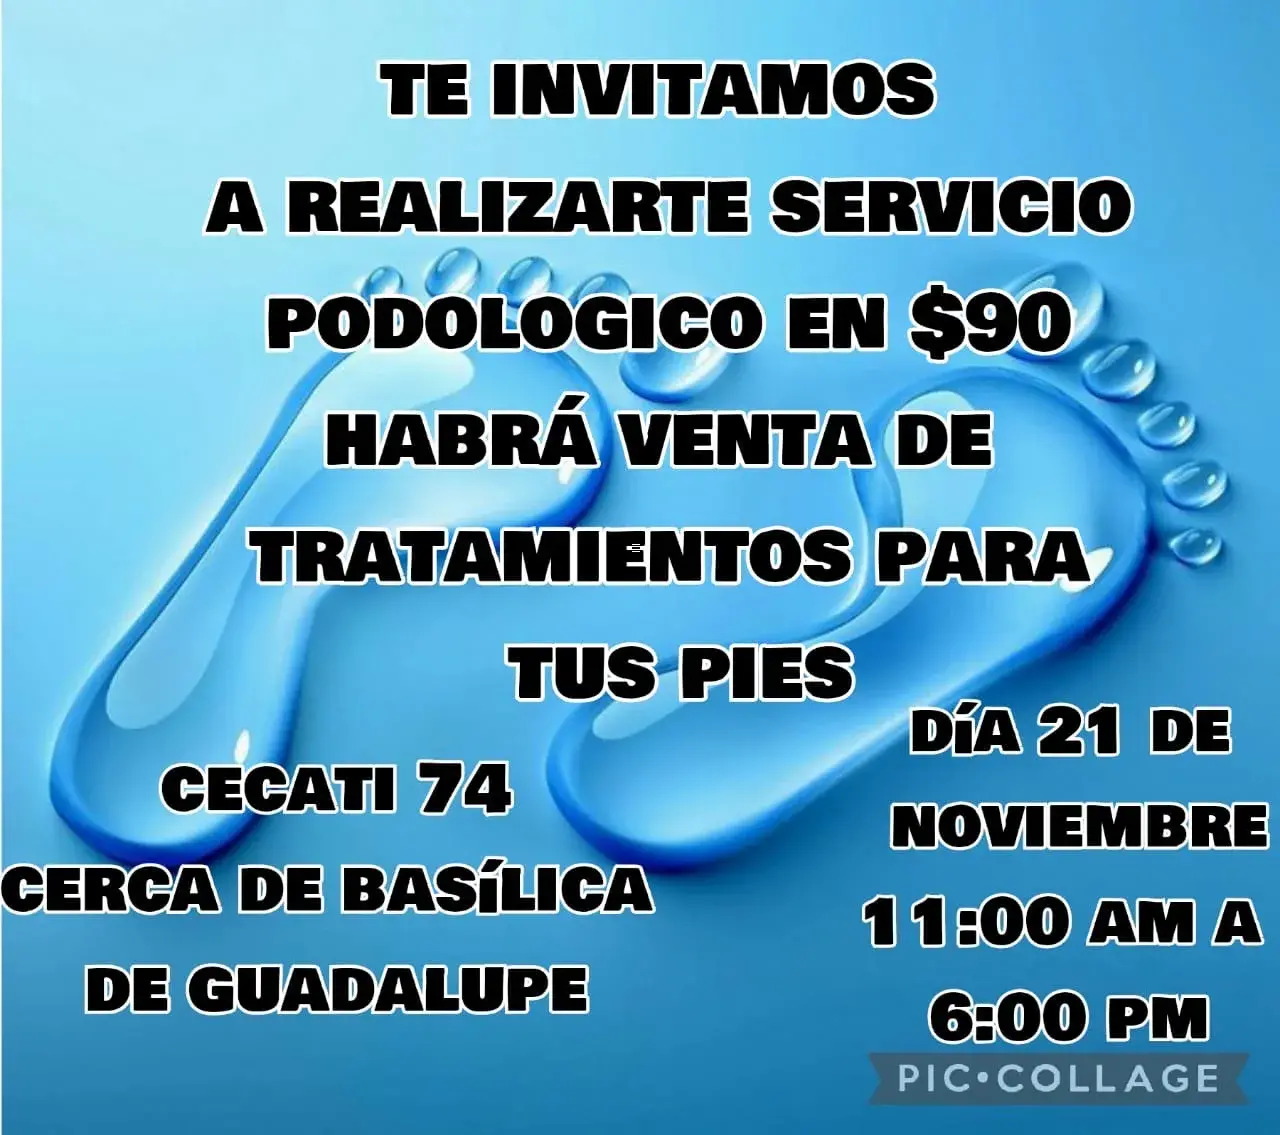 TE INVITAMOS
A REALIZARTE SERVICIO
PODOLOGICO EN $90
HABRÁ VENTA DE
TRATAMIENTOS PARA
TUS PIES
CECATI 74
CERCA DE BASÍLICA
DE GUADALUPE
DÍA 21 DE
NOVIEMBRE
11:00 AM A
6:00 PM
PIC•COLLAGE